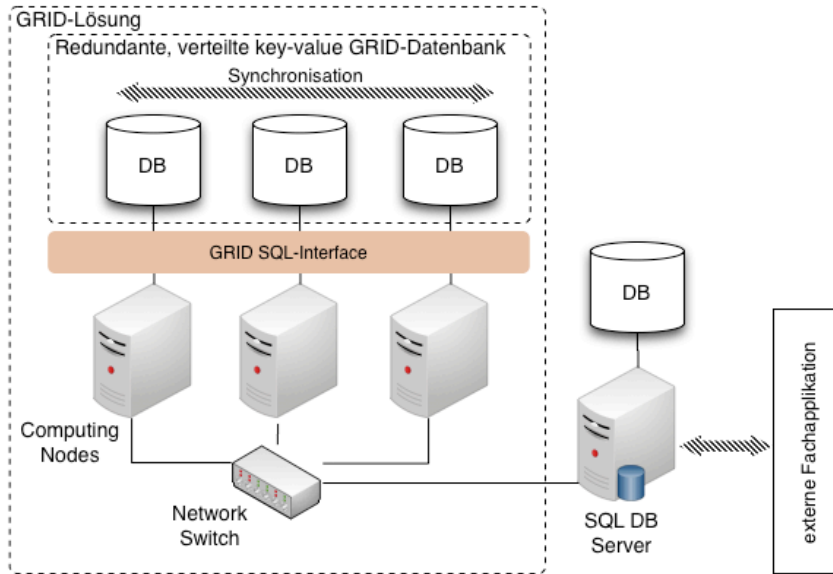 GRID-Lösung
Redundante, verteilte key-value GRID-Datenbank
Synchronisation
DB
DB
DB
GRID SQL-Interface
DB
Computing
Nodes
Network
Switch
SQL DB
Server
externe Fachapplikation